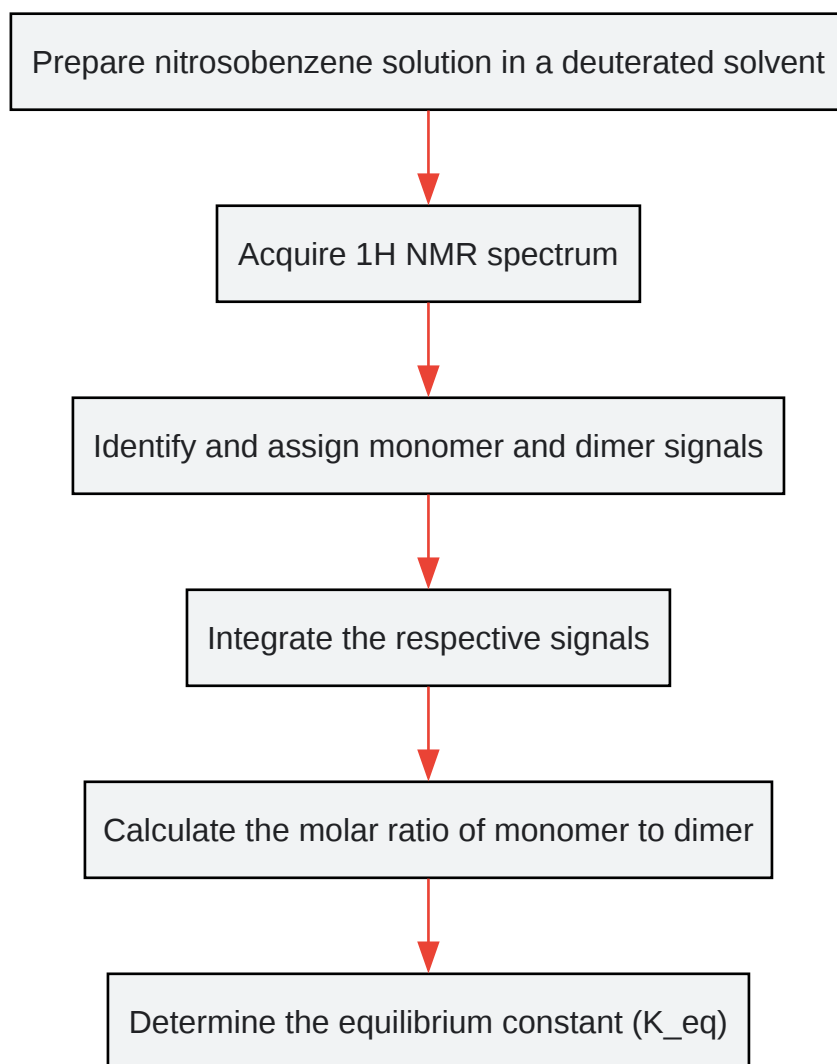 Prepare nitrosobenzene solution in a deuterated solvent
Acquire 1H NMR spectrum
Identify and assign monomer and dimer signals
Integrate the respective signals
Calculate the molar ratio of monomer to dimer
Determine the equilibrium constant (K_eq)